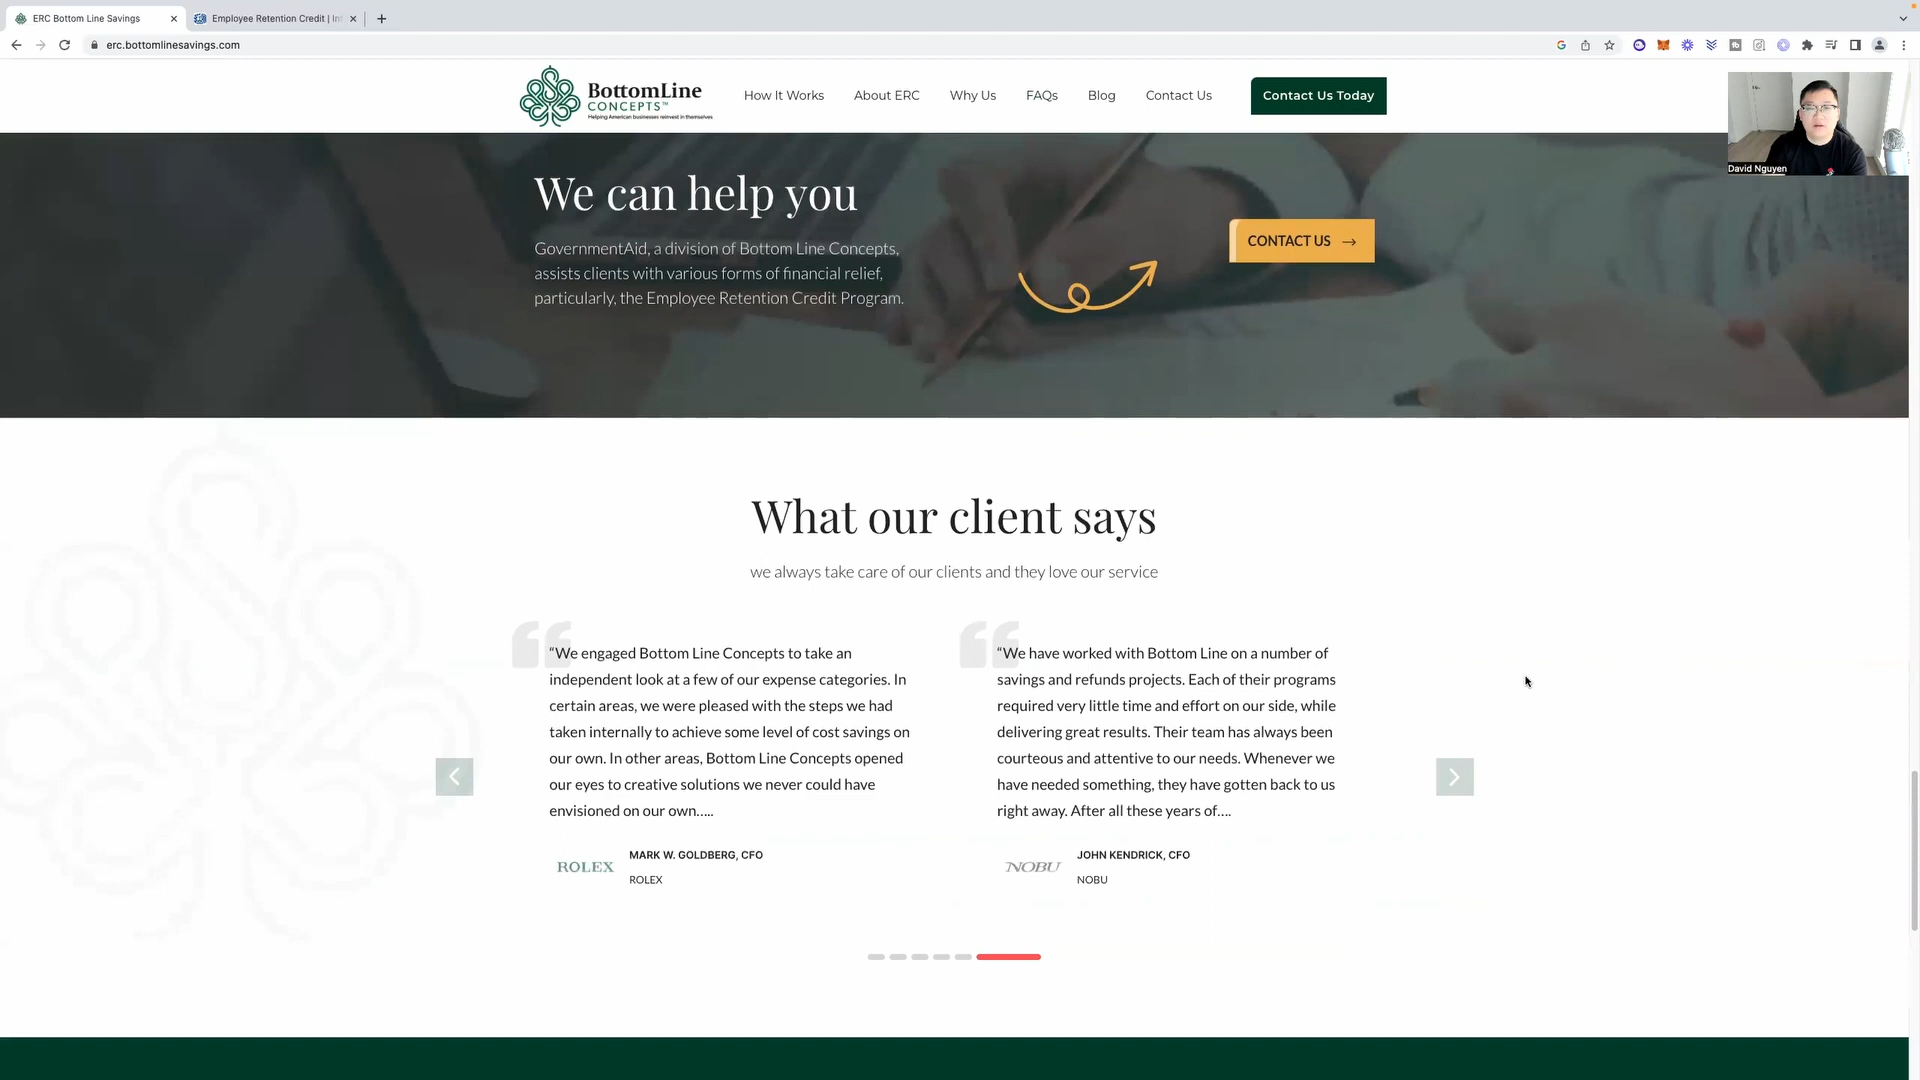 ERC Bottom Line Savings
Employee Retention Credit | In
erc.bottomlinesavings.com
BottomLine
CONCEPTS™
Helping American businesses reinvest in themselves
How It Works
About ERC
Why Us
FAQs
Blog
Contact Us
Contact Us Today
David Nguyen
We can help you
GovernmentAid, a division of Bottom Line Concepts,
assists clients with various forms of financial relief,
particularly, the Employee Retention Credit Program.
CONTACT US →
What our client says
we always take care of our clients and they love our service
“We engaged Bottom Line Concepts to take an
independent look at a few of our expense categories. In
certain areas, we were pleased with the steps we had
taken internally to achieve some level of cost savings on
our own. In other areas, Bottom Line Concepts opened
our eyes to creative solutions we never could have
envisioned on our own…..
ROLEX
MARK W. GOLDBERG, CFO
ROLEX
“We have worked with Bottom Line on a number of
savings and refunds projects. Each of their programs
required very little time and effort on our side, while
delivering great results. Their team has always been
courteous and attentive to our needs. Whenever we
have needed something, they have gotten back to us
right away. After all these years of….
NOBU
JOHN KENDRICK, CFO
NOBU